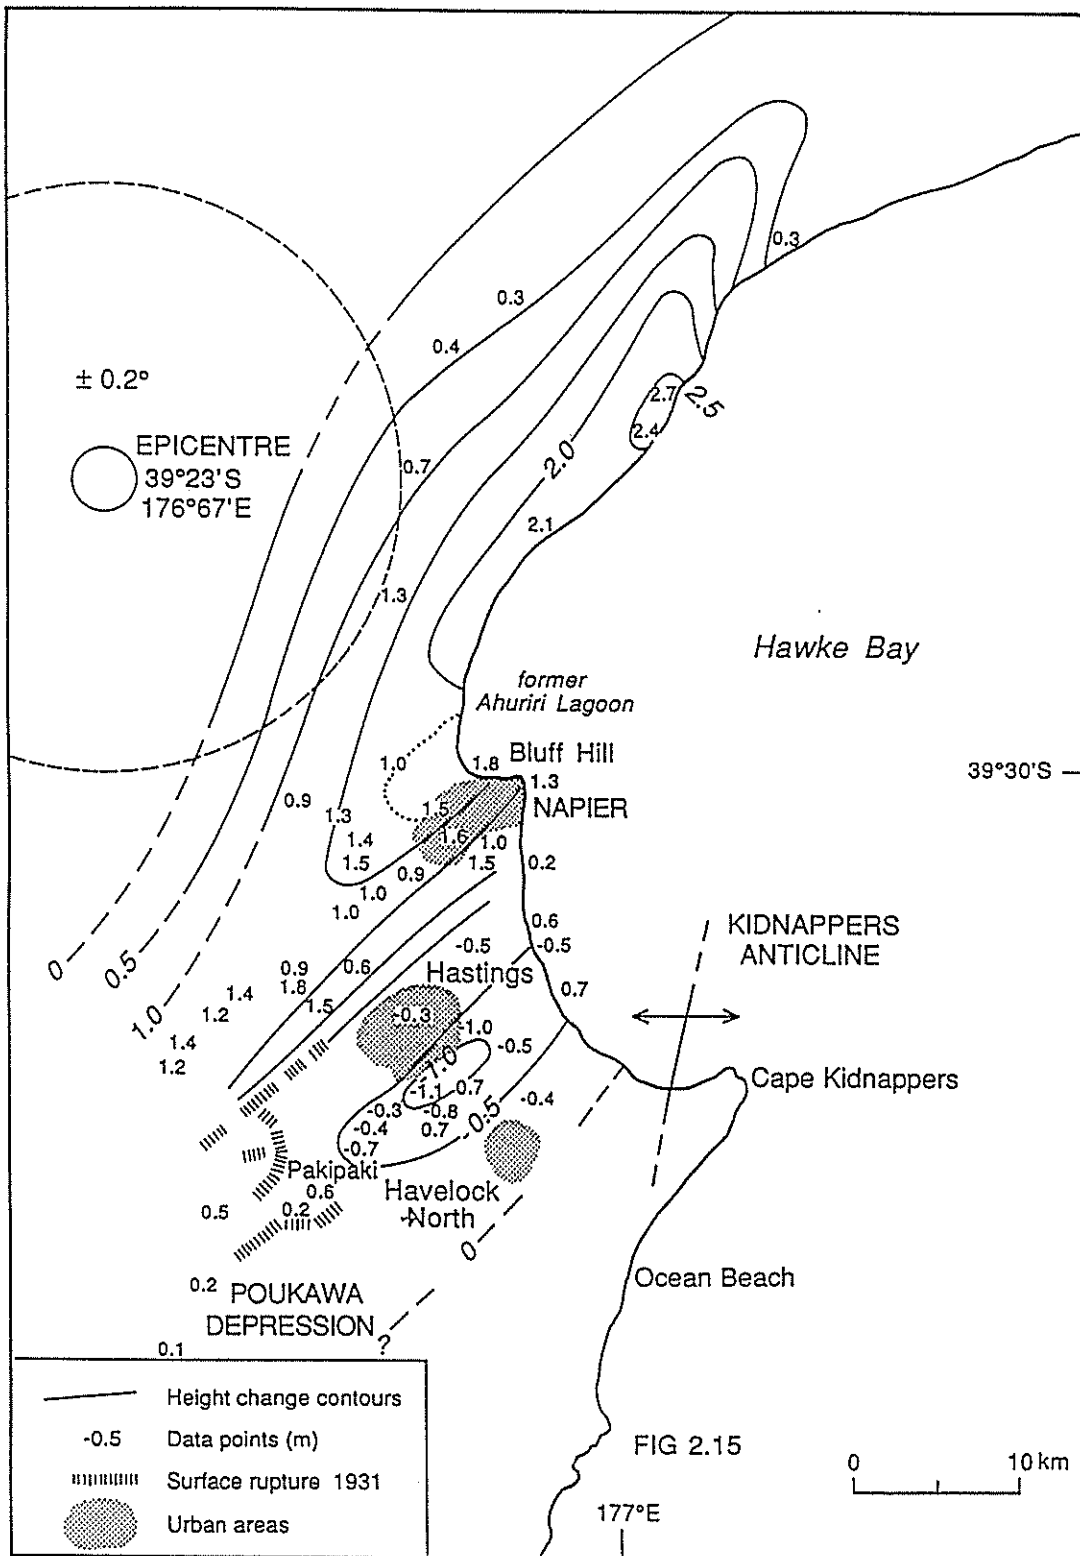 0.3
0.3
0.4
± 0.2°
2.7
2.5
2.4
EPICENTRE
39°23'S
176°67'E
0.7
2.0
2.1
1.3
Hawke Bay
former
Ahuriri Lagoon
Bluff Hill
1.0
1.8
1.3
39°30'S
0.9
1.3
1.5
NAPIER
1.4
1.6
1.0
1.5
0.9
1.5
0.2
1.0
1.0
0.6
KIDNAPPERS
ANTICLINE
-0.5
-0.5
0
0.5
1.0
0.9
0.6
Hastings
1.8
1.4
1.5
0.7
1.2
-0.3
-1.0
1.4
-0.5
1.2
-1.0
Cape Kidnappers
-1.1
0.7
-0.3
-0.8
-0.5
-0.4
-0.4
0.7
-0.7
Pakipaki
0.6
Havelock
North
0.5
0.2
0
Ocean Beach
0.2
POUKAWA
DEPRESSION
?
0.1
Height change contours
-0.5 Data points (m)
Surface rupture 1931
Urban areas
FIG 2.15
0 10 km
177°E